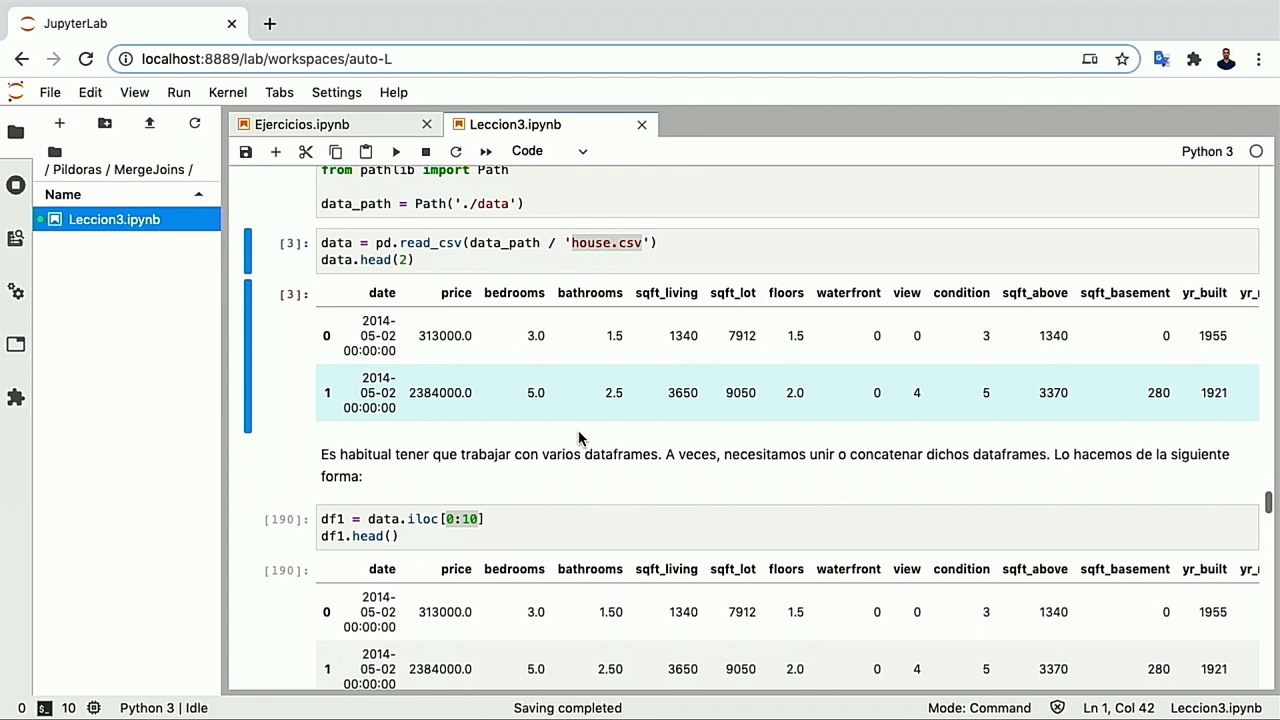 JupyterLab
localhost:8889/lab/workspaces/auto-L
File Edit View Run Kernel Tabs Settings Help
Ejercicios.ipynb Leccion3.ipynb
Code Python 3
/ Pildoras / MergeJoins /
Name
Leccion3.ipynb
from pathlib import Path
data_path = Path('./data')
[3]: data = pd.read_csv(data_path / 'house.csv')
data.head(2)
[3]: date price bedrooms bathrooms sqft_living sqft_lot floors waterfront view condition sqft_above sqft_basement yr_built
2014-
0 05-02 313000.0 3.0 1.5 1340 7912 1.5 0 0 3 1340 0 1955
00:00:00
2014-
1 05-02 2384000.0 5.0 2.5 3650 9050 2.0 0 4 5 3370 280 1921
00:00:00
Es habitual tener que trabajar con varios dataframes. A veces, necesitamos unir o concatenar dichos dataframes. Lo hacemos de la siguiente
forma:
[190]: df1 = data.iloc[0:10]
df1.head()
[190]: date price bedrooms bathrooms sqft_living sqft_lot floors waterfront view condition sqft_above sqft_basement yr_built
2014-
0 05-02 313000.0 3.0 1.50 1340 7912 1.5 0 0 3 1340 0 1955
00:00:00
2014-
1 05-02 2384000.0 5.0 2.50 3650 9050 2.0 0 4 5 3370 280 1921
00:00:00
0 10 Python 3 | Idle Saving completed Mode: Command Ln 1, Col 42 Leccion3.ipynb